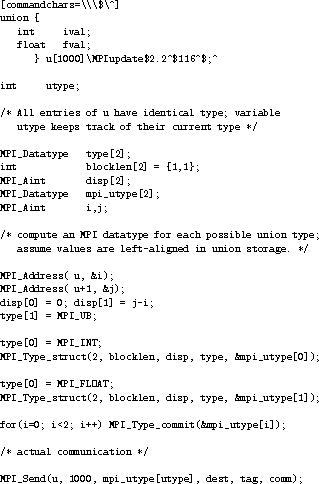 [commandchars=\\\$\^]
union {
   int     ival;
   float   fval;
      } u[1000]\MPIupdate$2.2^$116^$;^
int     utype;
/* All entries of u have identical type; variable
   utype keeps track of their current type */
MPI_Datatype   type[2];
int            blocklen[2] = {1,1};
MPI_Aint       disp[2];
MPI_Datatype   mpi_utype[2];
MPI_Aint       i,j;
/* compute an MPI datatype for each possible union type;
   assume values are left-aligned in union storage. */
MPI_Address( u, &i);
MPI_Address( u+1, &j);
disp[0] = 0; disp[1] = j-i;
type[1] = MPI_UB;
type[0] = MPI_INT;
MPI_Type_struct(2, blocklen, disp, type, &mpi_utype[0]);
type[0] = MPI_FLOAT;
MPI_Type_struct(2, blocklen, disp, type, &mpi_utype[1]);
for(i=0; i<2; i++) MPI_Type_commit(&mpi_utype[i]);
/* actual communication */
MPI_Send(u, 1000, mpi_utype[utype], dest, tag, comm);